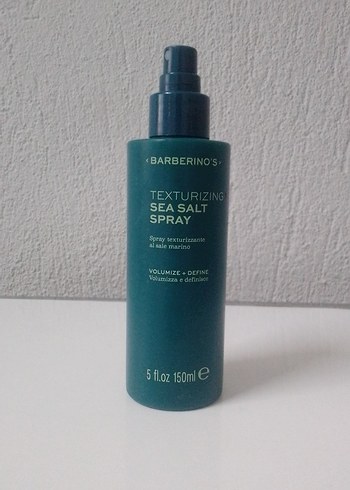 BARBERINO'S
TEXTURIZING
SEA SALT
SPRAY
Spray texturizzante
al sale marino
VOLUMIZE + DEFINE
Volumizza e definisce
5 fl.oz 150ml ℮